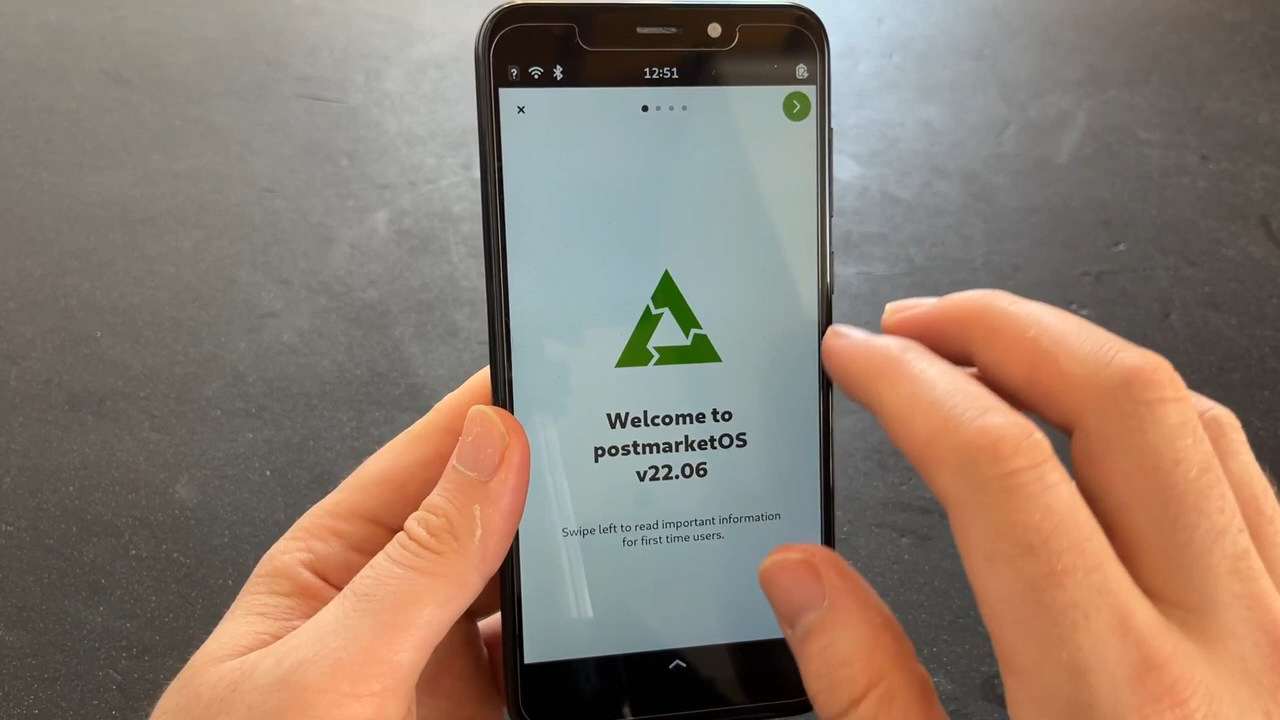 12:51
Welcome to
postmarketOS
v22.06
Swipe left to read important information
for first time users.